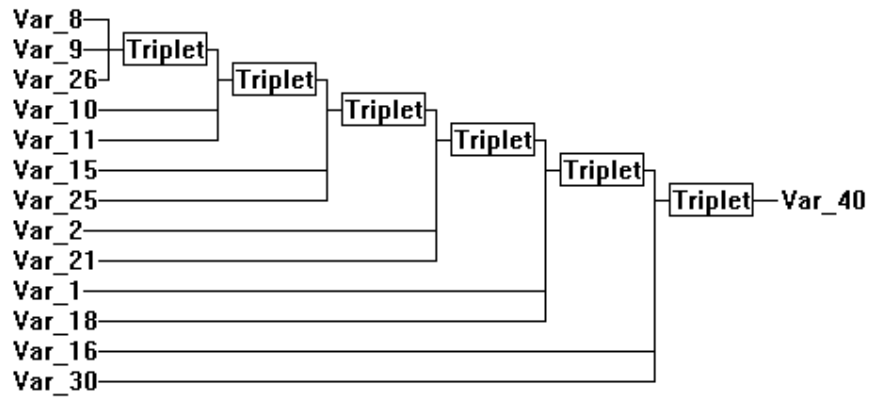 Var_8
Var_9
Triplet
Var_26
Triplet
Var_10
Triplet
Var_11
Triplet
Var_15
Triplet
Var_25
Triplet
Var_40
Var_2
Var_21
Var_1
Var_18
Var_16
Var_30